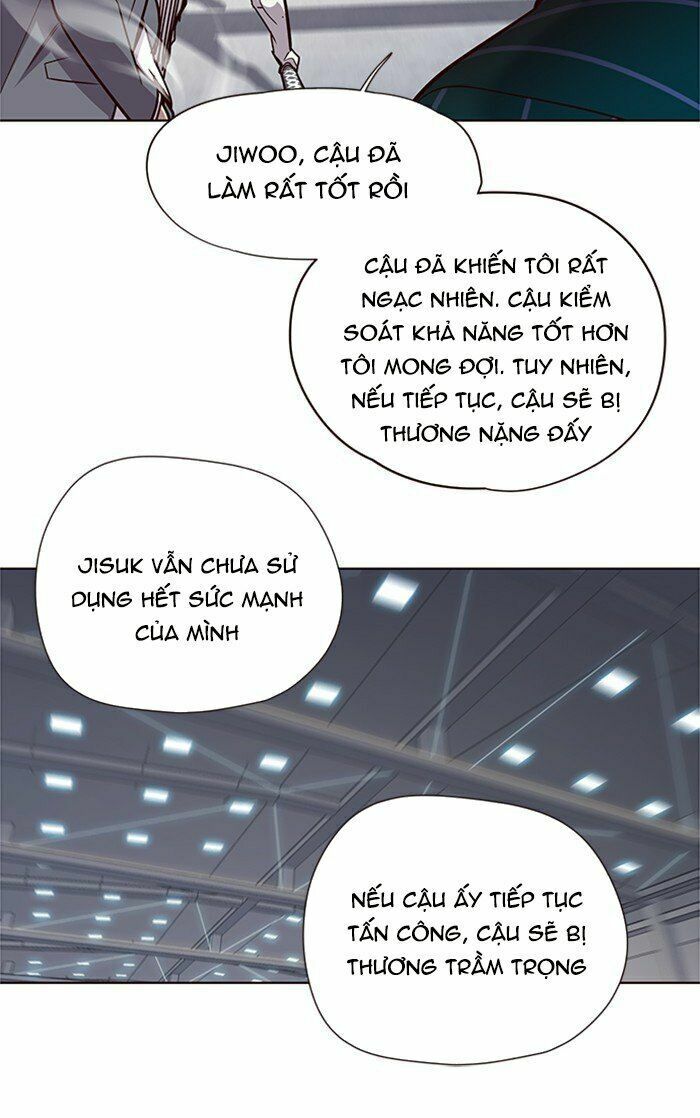 JIWOO, CẬU ĐÃ
LÀM RẤT TỐT RỒI
CẬU ĐÃ KHIẾN TÔI RẤT
NGẠC NHIÊN. CẬU KIỂM
SOÁT KHẢ NĂNG TỐT HƠN
TÔI MONG ĐỢI. TUY NHIÊN,
NẾU TIẾP TỤC, CẬU SẼ BỊ
THƯƠNG NẶNG ĐẤY
JISUK VẪN CHƯA SỬ
DỤNG HẾT SỨC MẠNH
CỦA MÌNH
NẾU CẬU ẤY TIẾP TỤC
TẤN CÔNG, CẬU SẼ BỊ
THƯƠNG TRẦM TRỌNG